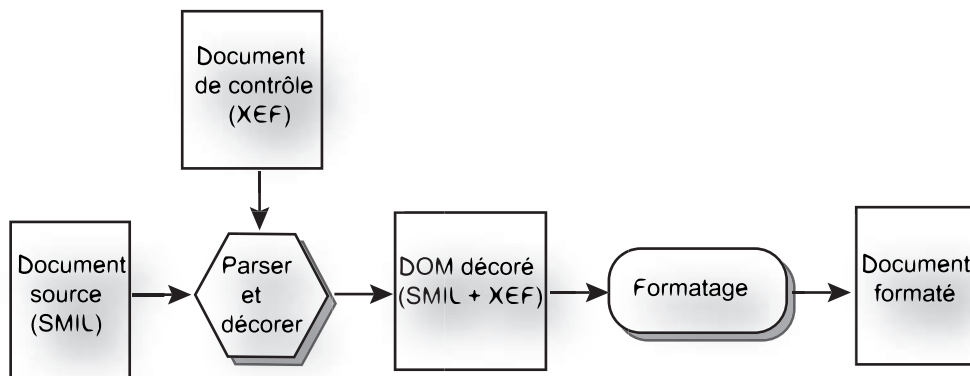 Document
de contrôle
(XEF)
Document
source
(SMIL)
Parser
et
décorer
DOM décoré
(SMIL + XEF)
Formatage
Document
formaté